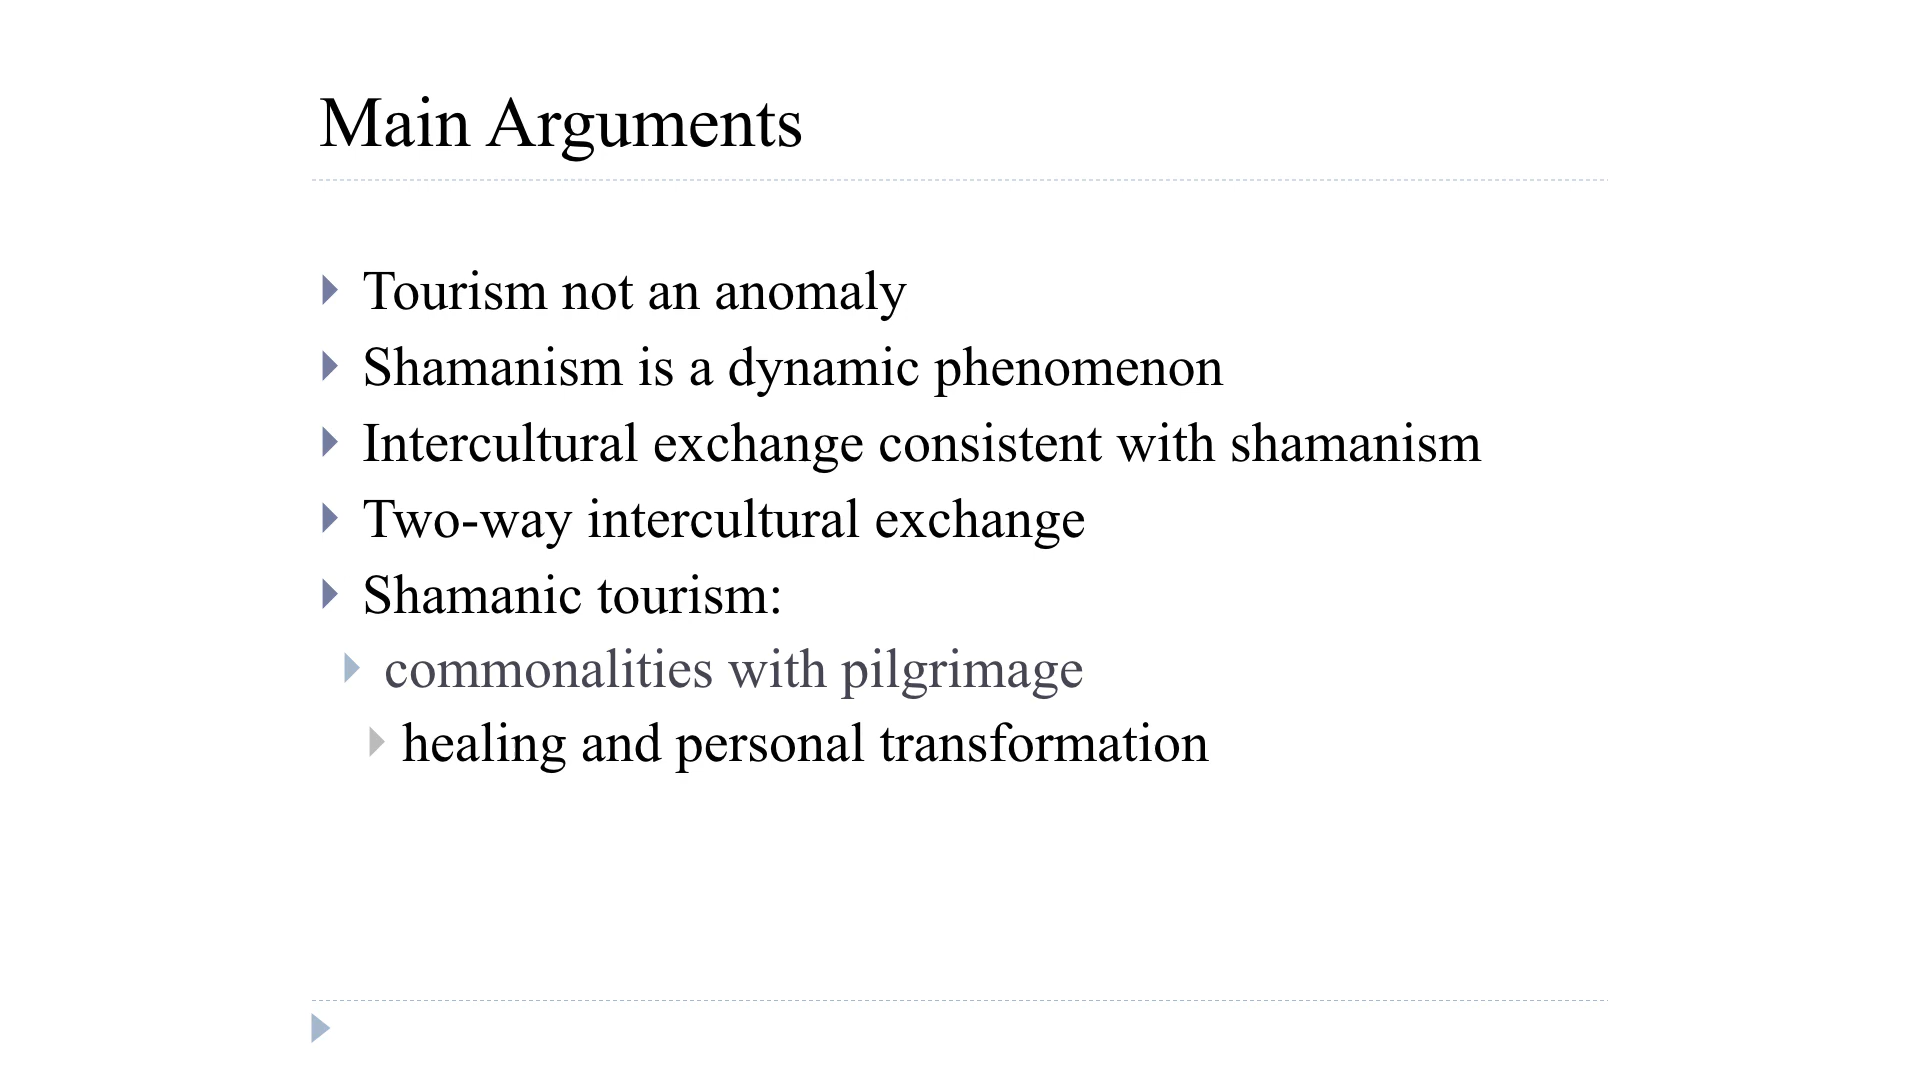 Main Arguments
Tourism not an anomaly
Shamanism is a dynamic phenomenon
Intercultural exchange consistent with shamanism
Two-way intercultural exchange
Shamanic tourism:
commonalities with pilgrimage
healing and personal transformation